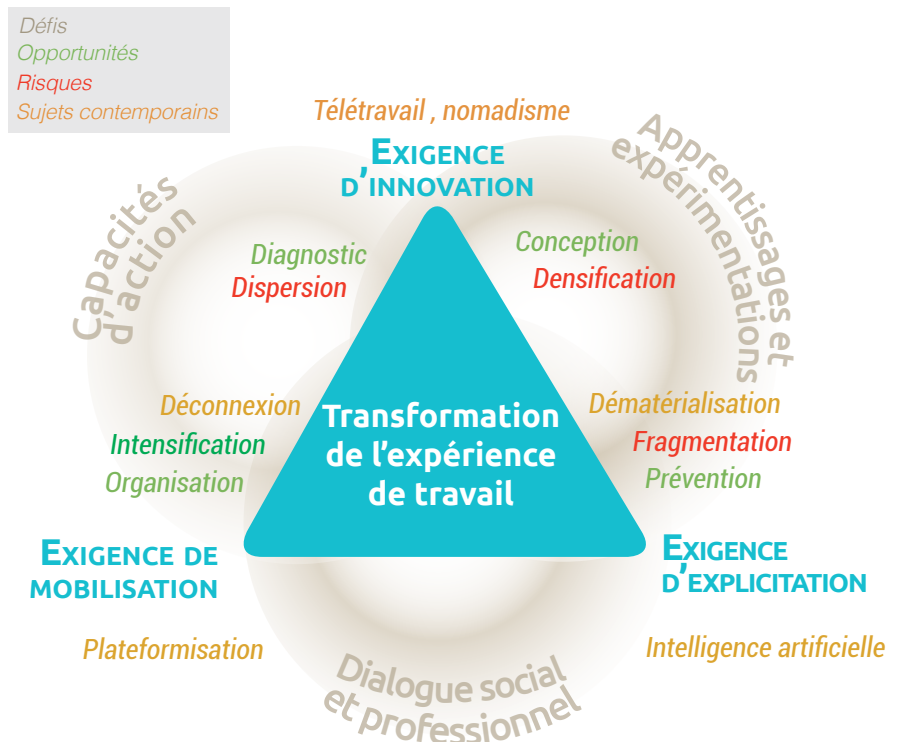 Défis
Opportunités
Risques
Sujets contemporains
Télétravail , nomadisme
EXIGENCE
D'INNOVATION
Capacités
d'action
Apprentissages et
expérimentations
Diagnostic
Dispersion
Conception
Densification
Déconnexion
Intensification
Organisation
Transformation
de l'expérience
de travail
Dématérialisation
Fragmentation
Prévention
EXIGENCE DE
MOBILISATION
EXIGENCE
D'EXPLICITATION
Plateformisation
Intelligence artificielle
Dialogue social
et professionnel